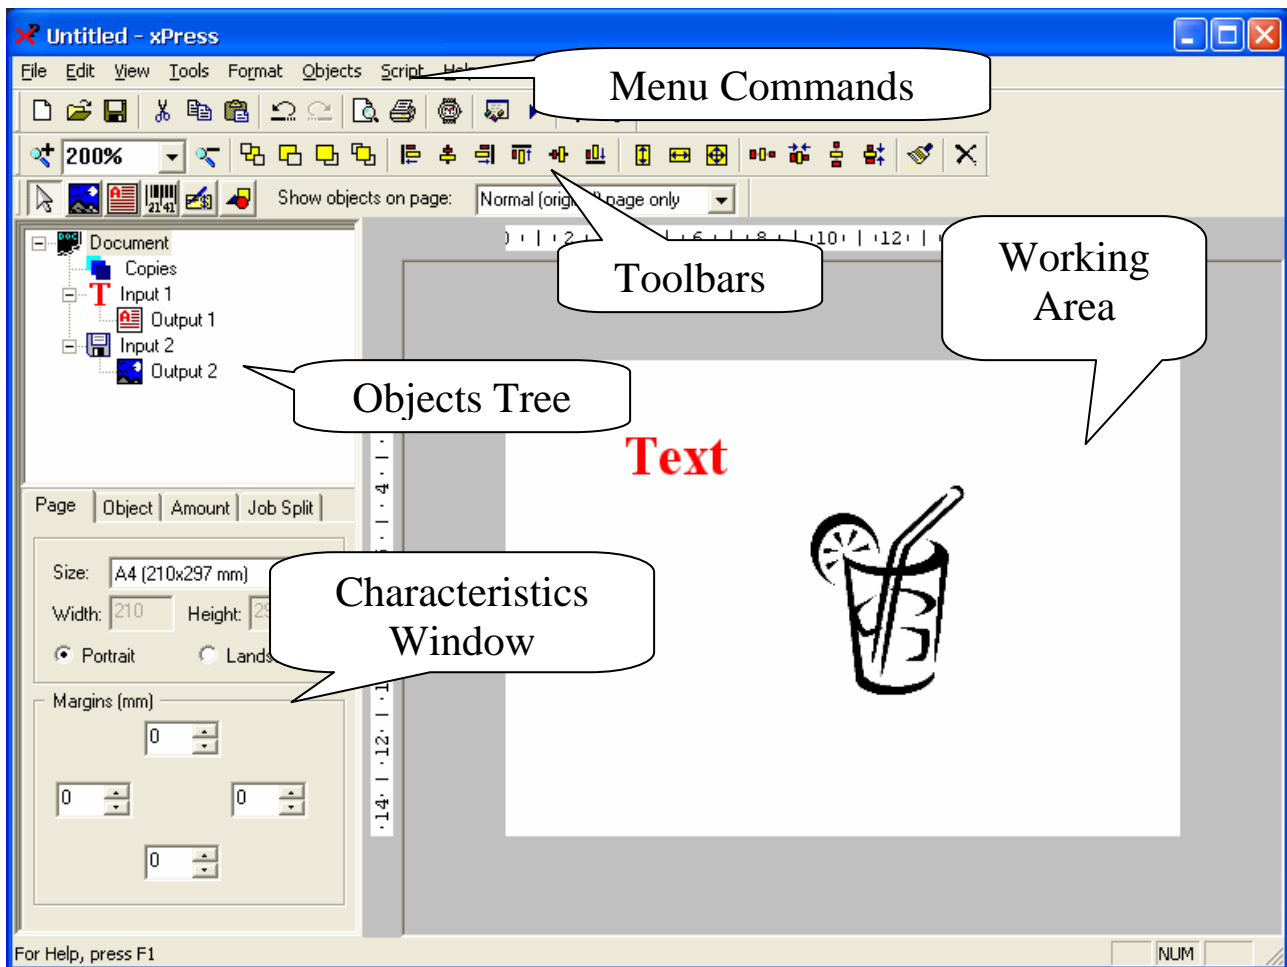 Untitled - xPress
File Edit View Tools Format Objects Script
Menu Commands
200%
21'41
Show objects on page: Normal (original) page only
Document
Copies
Input 1
Output 1
Input 2
Output 2
Toolbars
Working
Area
Objects Tree
Text
Page Object Amount Job Split
Size: A4 (210x297 mm)
Width: 210 Height:
Portrait
Characteristics
Window
Margins (mm)
0
0 0
0
For Help, press F1 NUM